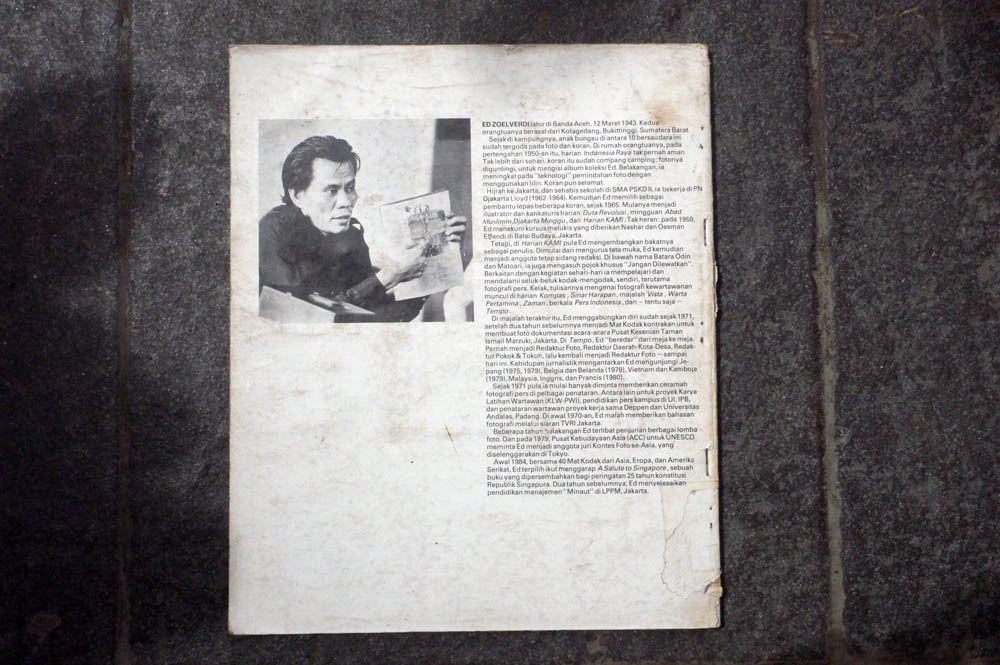 ED ZOELVERDI lahir di Banda Aceh, 12 Maret 1943. Kedua
orangtuanya berasal dari Kotagedang, Bukittinggi, Sumatera Barat.
Sejak di kampungnya, anak bungsu di antara 10 bersaudara ini
sudah tergoda pada foto dan koran. Di rumah orangtuanya, pada
pertengahan 1950-an itu, harian Indonesia Raya tak pernah aman.
Tak lebih dari sehari, koran itu sudah compang camping: fotonya
diguntingi, untuk mengisi album koleksi Ed. Belakangan, ia
meningkat pada "teknologi" pemindahan foto dengan
menggunakan lilin. Koran pun selamat.
Hijrah ke Jakarta, dan sehabis sekolah di SMA PSKD II, ia bekerja di PN
Djakarta Lloyd (1962-1964). Kemudian Ed memilih sebagai
pembantu lepas beberapa koran, sejak 1965. Mulanya menjadi
ilustrator dan karikaturis harian Duta Revolusi, mingguan Abad
Muslimin, Djakarta Minggu, dan Harian KAMI. Tak heran: pada 1959,
Ed menekuni kursus melukis yang diberikan Nashar dan Oesman
Effendi di Balai Budaya, Jakarta.
Tetapi, di Harian KAMI pula Ed mengembangkan bakatnya
sebagai penulis. Dimulai dari mengurus tata muka, Ed kemudian
menjadi anggota tetap sidang redaksi. Di bawah nama Batara Odin
dan Matoari, ia juga mengasuh pojok khusus "Jangan Dilewatkan".
Berkaitan dengan kegiatan sehari-hari ia mempelajari dan
mendalami seluk-beluk kodak-mengodak, sendiri, terutama
fotografi pers. Kelak, tulisannya mengenai fotografi kewartawanan
muncul di harian Kompas, Sinar Harapan, majalah Vista, Warta
Pertamina, Zaman, berkala Pers Indonesia, dan – tentu saja –
Tempo.
Di majalah terakhir itu, Ed menggabungkan diri sudah sejak 1971,
setelah dua tahun sebelumnya menjadi Mat Kodak kontrakan untuk
membuat foto dokumentasi acara-acara Pusat Kesenian Taman
Ismail Marzuki, Jakarta. Di Tempo, Ed "beredar" dari meja ke meja.
Pernah menjadi Redaktur Foto, Redaktur Daerah-Kota-Desa, Redak-
tur Pokok & Tokoh, lalu kembali menjadi Redaktur Foto – sampai
hari ini. Kehidupan jurnalistik mengantarkan Ed mengunjungi Je-
pang (1975, 1979), Belgia dan Belanda (1978), Vietnam dan Kamboja
(1979), Malaysia, Inggris, dan Prancis (1980).
Sejak 1971 pula, ia mulai banyak diminta memberikan ceramah
fotografi pers di pelbagai penataran. Antara lain untuk proyek Karya
Latihan Wartawan (KLW-PWI), pendidikan pers kampus di UI, IPB,
dan penataran wartawan proyek kerja sama Deppen dan Universitas
Andalas, Padang. Di awal 1970-an, Ed malah memberikan bahasan
fotografi melalui siaran TVRI Jakarta.
Beberapa tahun belakangan Ed terlibat penjurian berbagai lomba
foto. Dan pada 1979, Pusat Kebudayaan Asia (ACC) untuk UNESCO
meminta Ed menjadi anggota juri Kontes Foto se-Asia, yang
diselenggarakan di Tokyo.
Awal 1984, bersama 40 Mat Kodak dari Asia, Eropa, dan Amerika
Serikat, Ed terpilih ikut menggarap A Salute to Singapore, sebuah
buku yang dipersembahkan bagi peringatan 25 tahun konstitusi
Republik Singapura. Dua tahun sebelumnya, Ed menyelesaikan
pendidikan manajemen "Minaut" di LPPM, Jakarta.